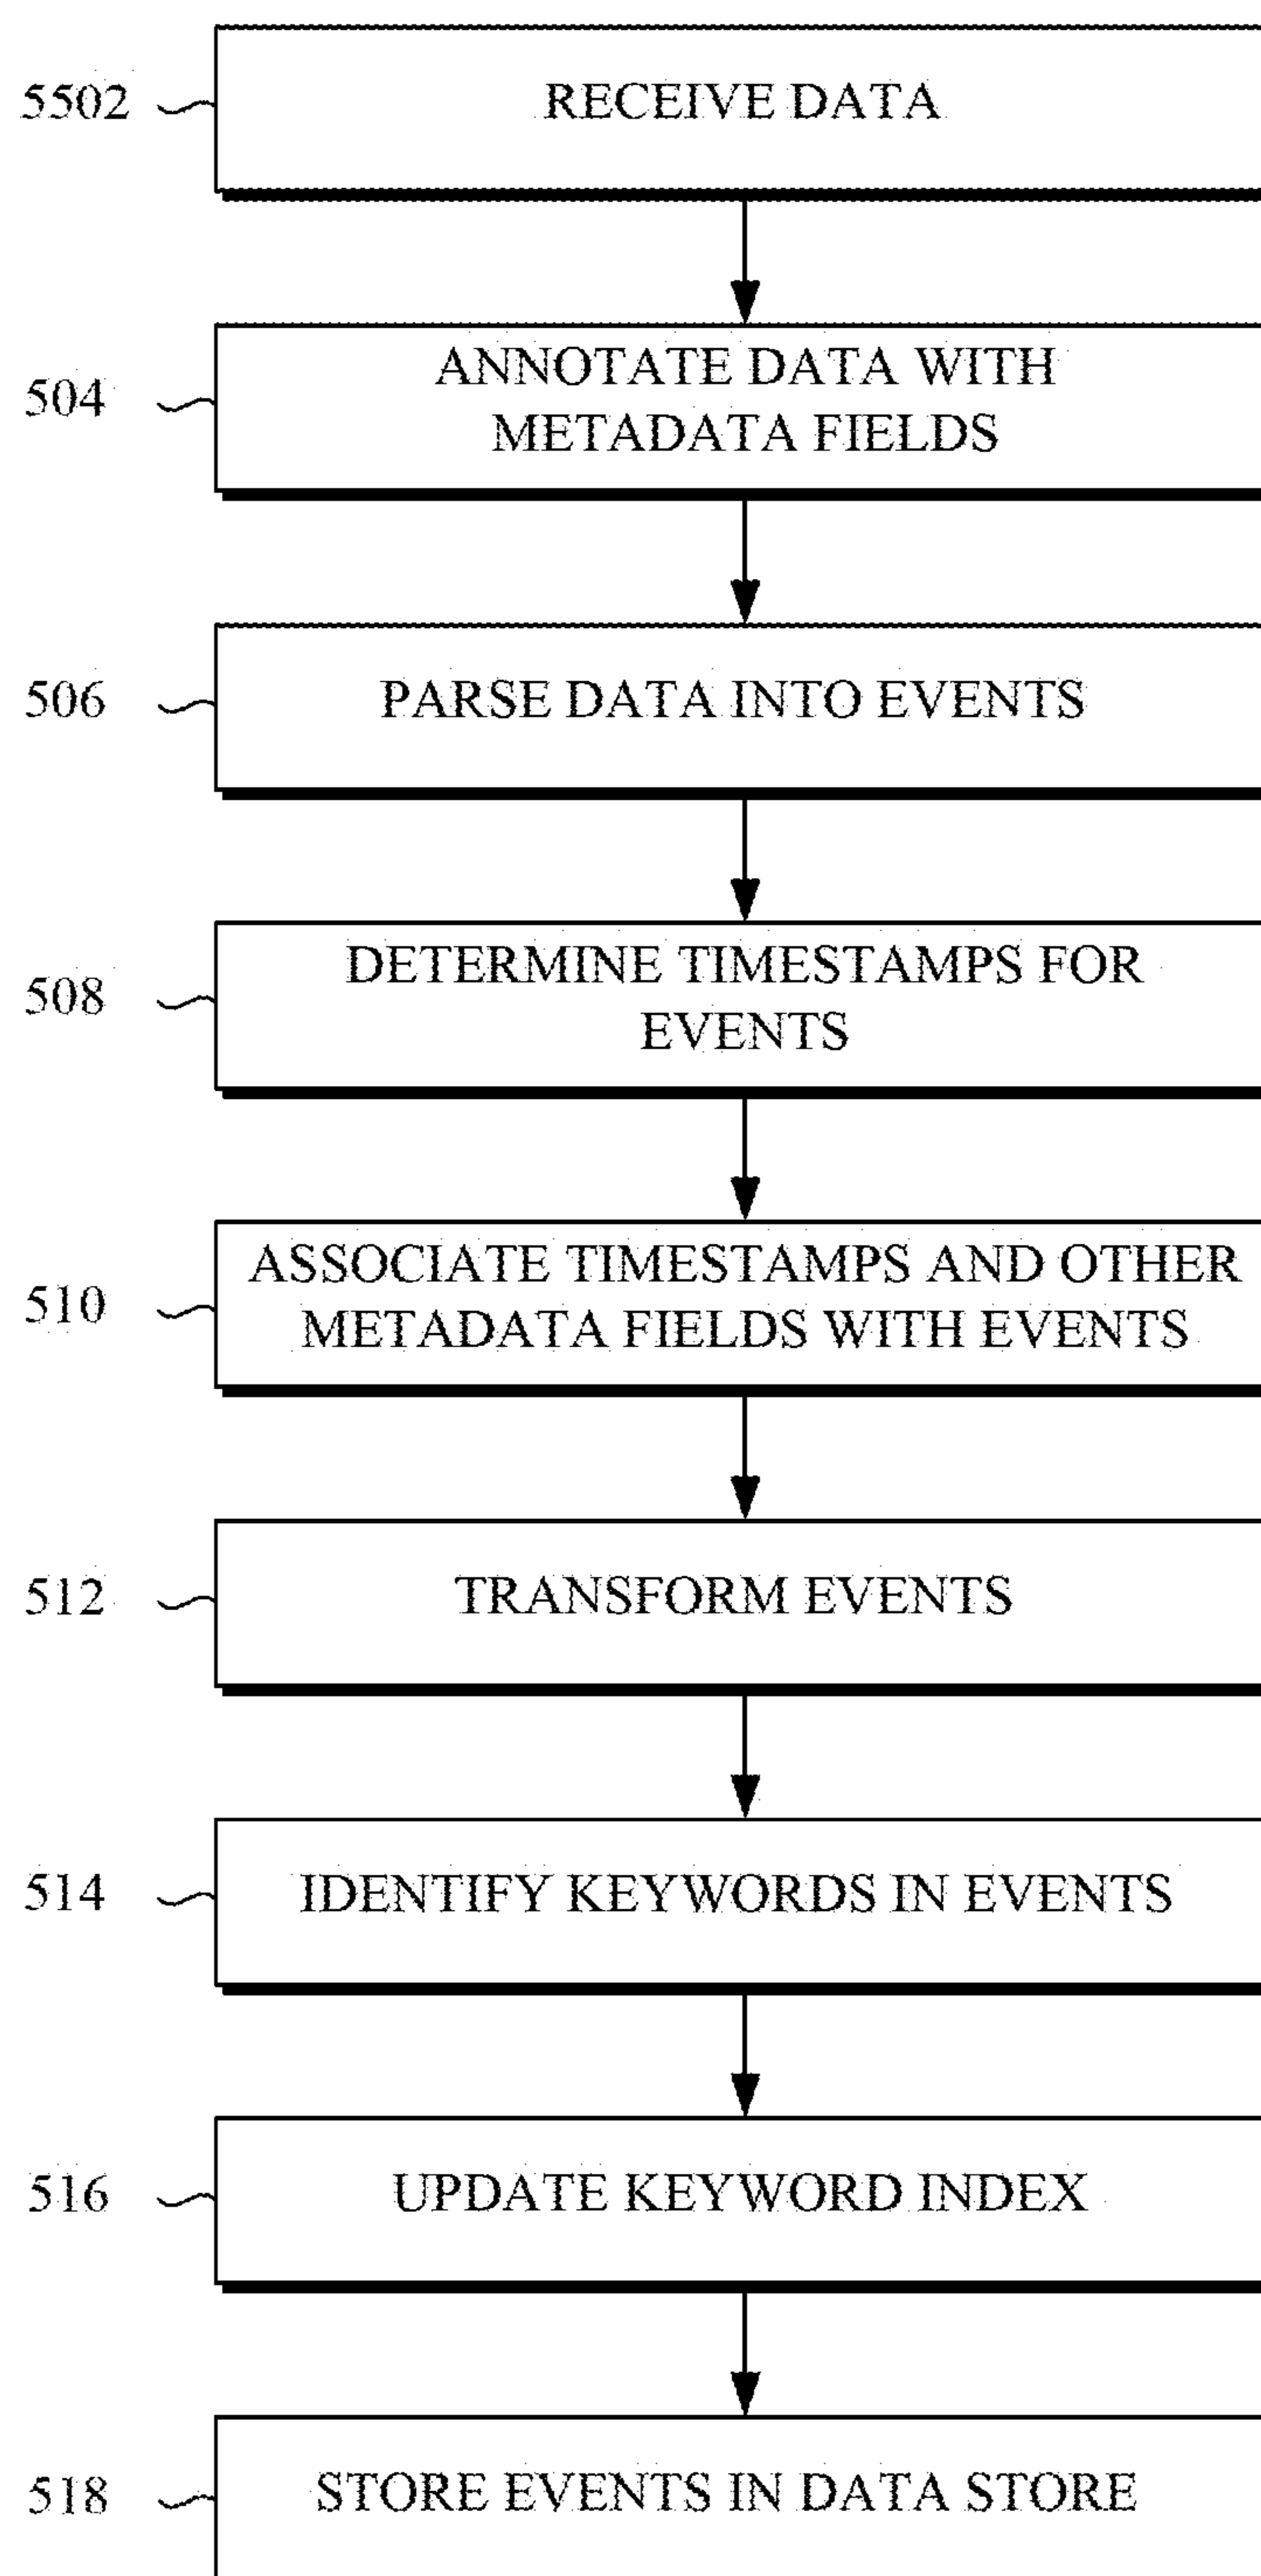 5502 RECEIVE DATA
504 ANNOTATE DATA WITH
METADATA FIELDS
506 PARSE DATA INTO EVENTS
508 DETERMINE TIMESTAMPS FOR
EVENTS
510 ASSOCIATE TIMESTAMPS AND OTHER
METADATA FIELDS WITH EVENTS
512 TRANSFORM EVENTS
514 IDENTIFY KEYWORDS IN EVENTS
516 UPDATE KEYWORD INDEX
518 STORE EVENTS IN DATA STORE